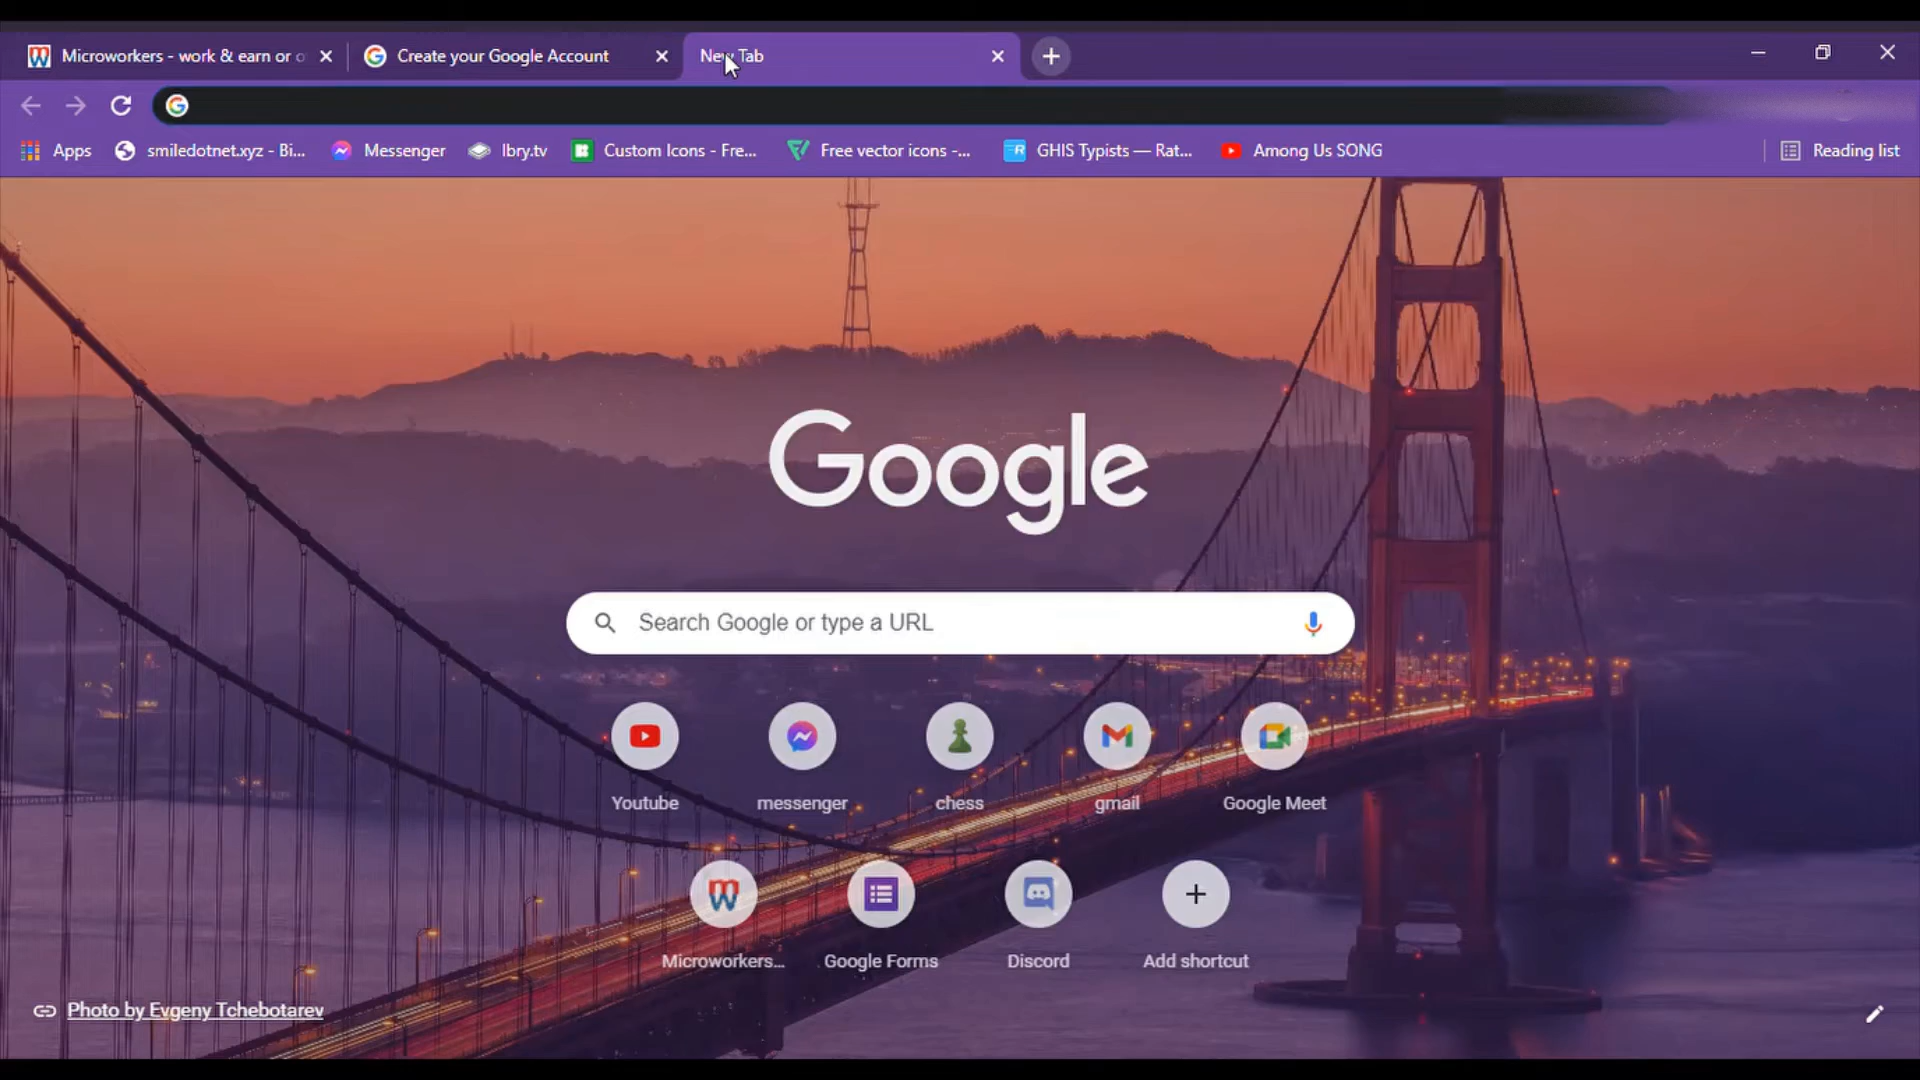 Microworkers - work & earn or o
Create your Google Account
New Tab
Apps
smiledotnet.xyz - Bi...
Messenger
lbry.tv
Custom Icons - Fre...
Free vector icons -...
GHIS Typists — Rat...
Among Us SONG
Reading list
Google
Search Google or type a URL
Youtube
messenger
chess
gmail
Google Meet
Microworkers...
Google Forms
Discord
Add shortcut
Photo by Evgeny Tchebotarev